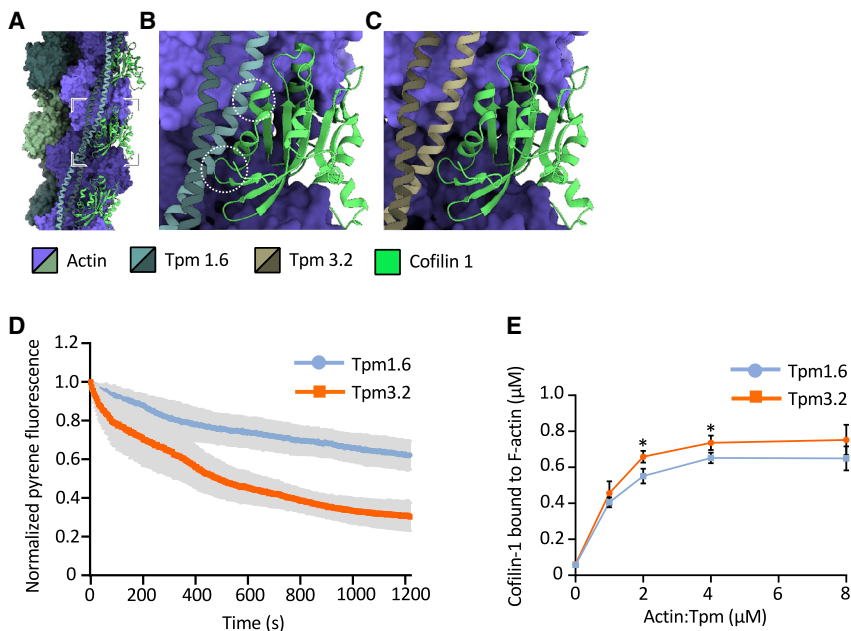 A
B
C
Actin
Tpm 1.6
Tpm 3.2
Cofilin 1
D
Normalized pyrene fluorescence
1.2
1.0
0.8
0.6
0.4
0.2
0
0 200 400 600 800 1000 1200
Time (s)
Tpm1.6
Tpm3.2
E
Cofilin-1 bound to F-actin (µM)
Tpm1.6
Tpm3.2
1.0
0.8
0.6
0.4
0.2
0
* *
0 2 4 6 8
Actin:Tpm (µM)